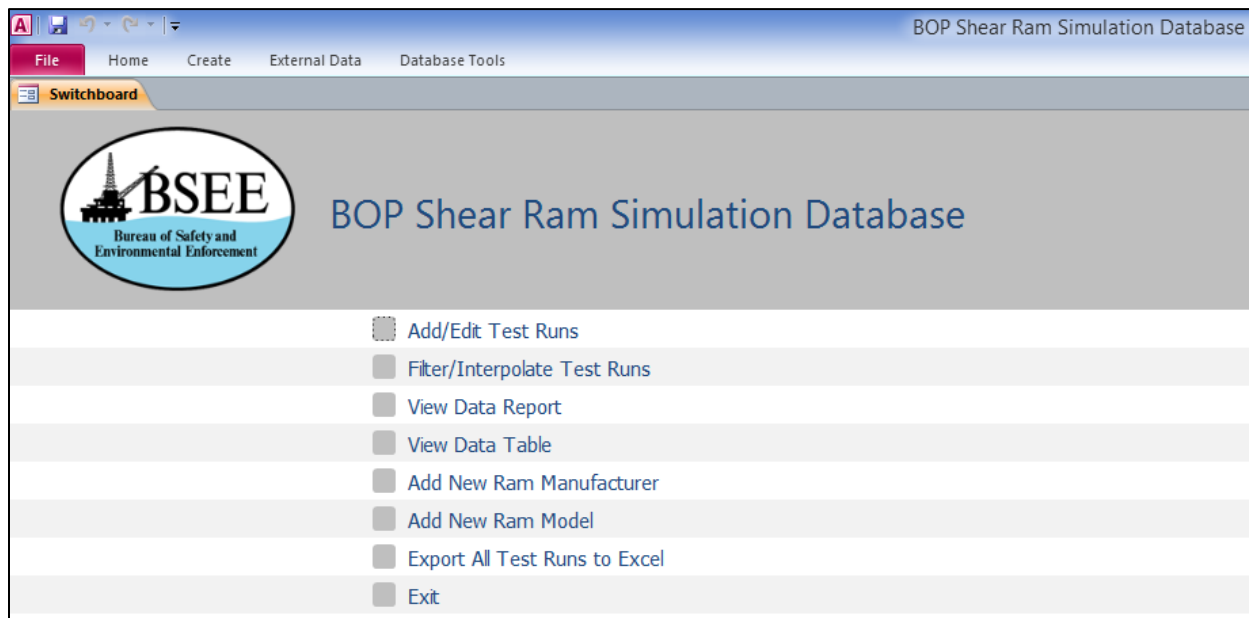 A
BOP Shear Ram Simulation Database
File Home Create External Data Database Tools
Switchboard
BSEE
Bureau of Safety and
Environmental Enforcement
BOP Shear Ram Simulation Database
Add/Edit Test Runs
Filter/Interpolate Test Runs
View Data Report
View Data Table
Add New Ram Manufacturer
Add New Ram Model
Export All Test Runs to Excel
Exit